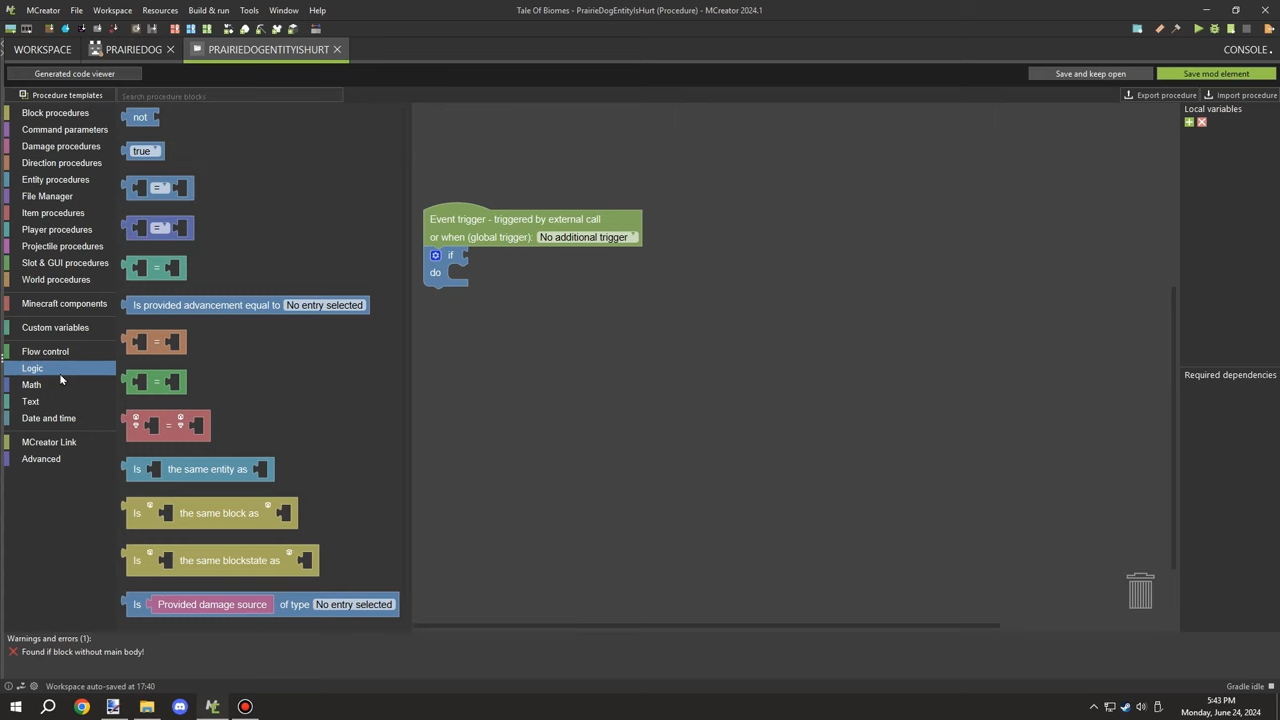 MCreator File Workspace Resources Build & run Tools Window Help
Tale Of Biomes - PrairieDogEntityIsHurt (Procedure) - MCreator 2024.1
WORKSPACE
PRAIRIEDOG
PRAIRIEDOGENTITYISHURT
CONSOLE
Generated code viewer
Save and keep open
Save mod element
Procedure templates
Search procedure blocks
Export procedure
Import procedure
Block procedures
Command parameters
Damage procedures
Direction procedures
Entity procedures
File Manager
Item procedures
Player procedures
Projectile procedures
Slot & GUI procedures
World procedures
Minecraft components
Custom variables
Flow control
Logic
Math
Text
Date and time
MCreator Link
Advanced
not
true
=
=
=
Is provided advancement equal to No entry selected
=
=
=
Is the same entity as
Is the same block as
Is the same blockstate as
Is Provided damage source of type No entry selected
Event trigger - triggered by external call
or when (global trigger): No additional trigger
if
do
Local variables
Required dependencies
Warnings and errors (1):
Found if block without main body!
Workspace auto-saved at 17:40
Gradle idle
5:43 PM
Monday, June 24, 2024